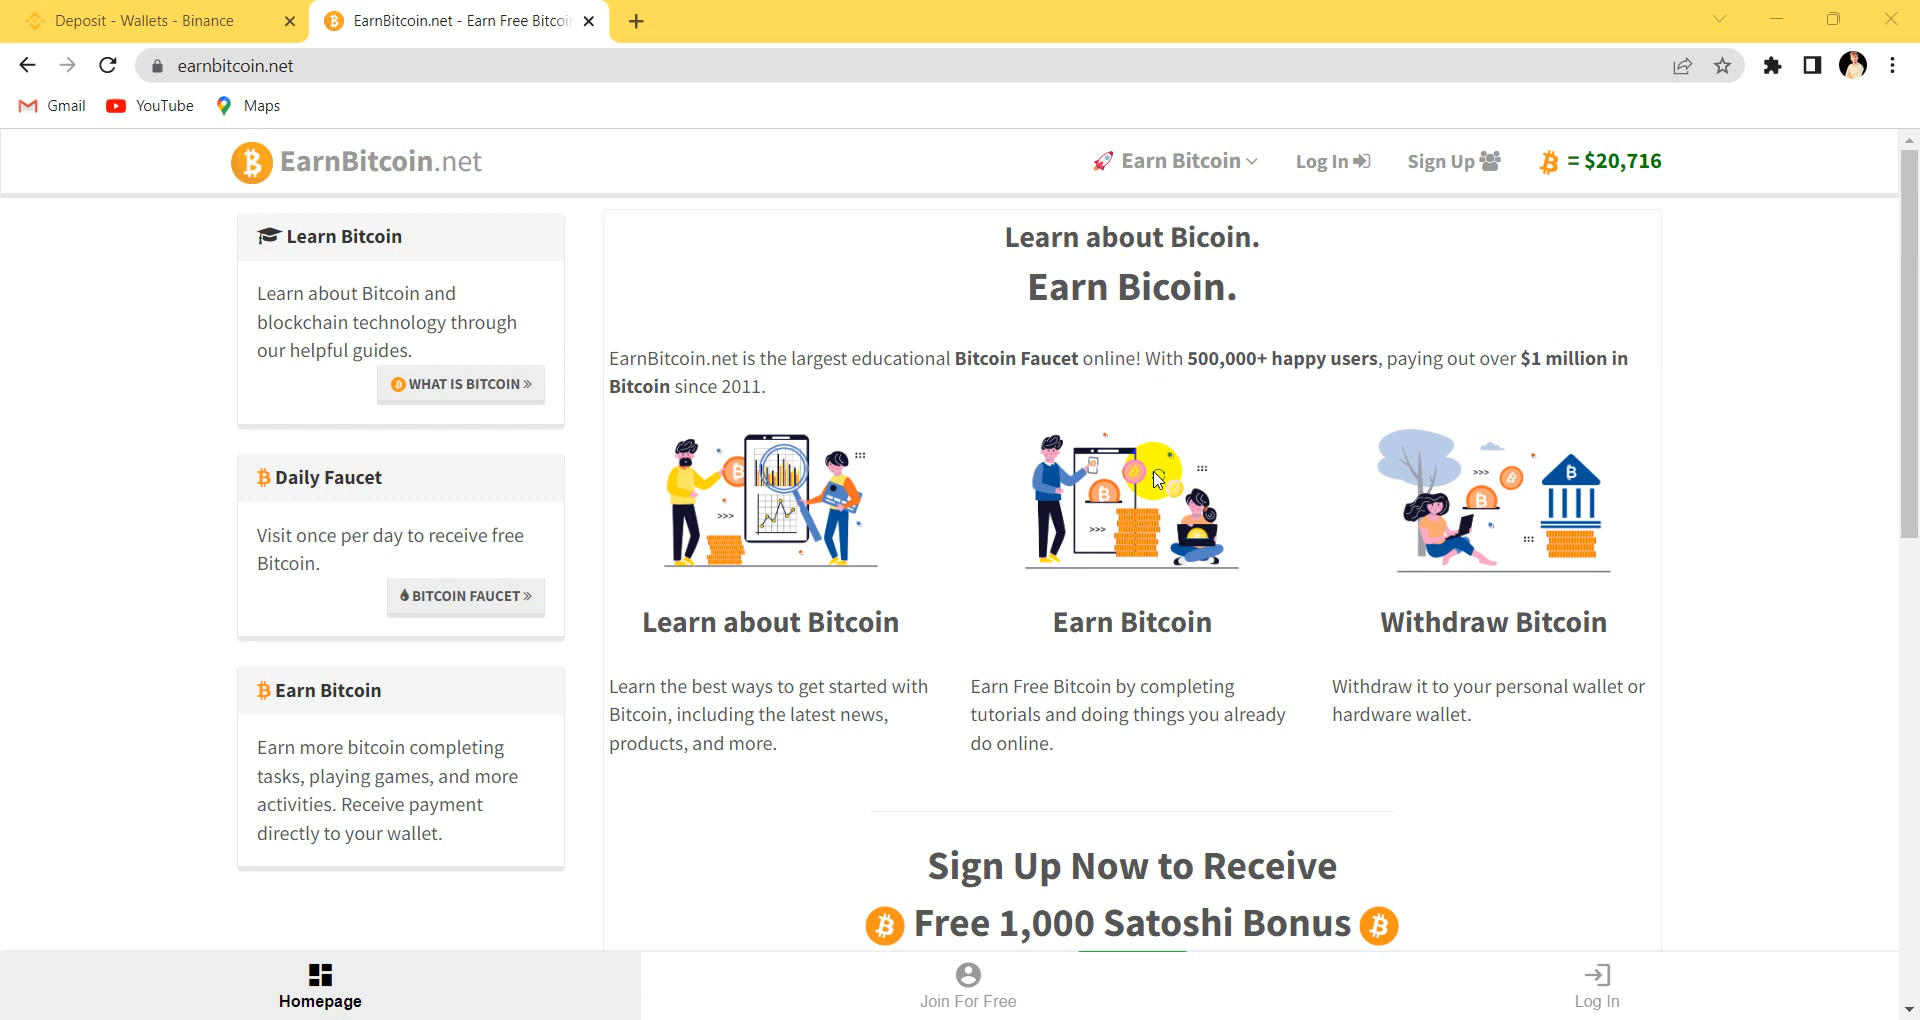 Deposit - Wallets - Binance
EarnBitcoin.net - Earn Free Bitcoi
earnbitcoin.net
Gmail
YouTube
Maps
EarnBitcoin.net
Earn Bitcoin
Log In
Sign Up
= $20,716
Learn Bitcoin
Learn about Bitcoin and
blockchain technology through
our helpful guides.
WHAT IS BITCOIN »
Daily Faucet
Visit once per day to receive free
Bitcoin.
BITCOIN FAUCET »
Earn Bitcoin
Earn more bitcoin completing
tasks, playing games, and more
activities. Receive payment
directly to your wallet.
Learn about Bicoin.
Earn Bicoin.
EarnBitcoin.net is the largest educational Bitcoin Faucet online! With 500,000+ happy users, paying out over $1 million in
Bitcoin since 2011.
>>>
>>>
>>>
Learn about Bitcoin
Learn the best ways to get started with
Bitcoin, including the latest news,
products, and more.
Earn Bitcoin
Earn Free Bitcoin by completing
tutorials and doing things you already
do online.
Withdraw Bitcoin
Withdraw it to your personal wallet or
hardware wallet.
Sign Up Now to Receive
Free 1,000 Satoshi Bonus
Homepage
Join For Free
Log In